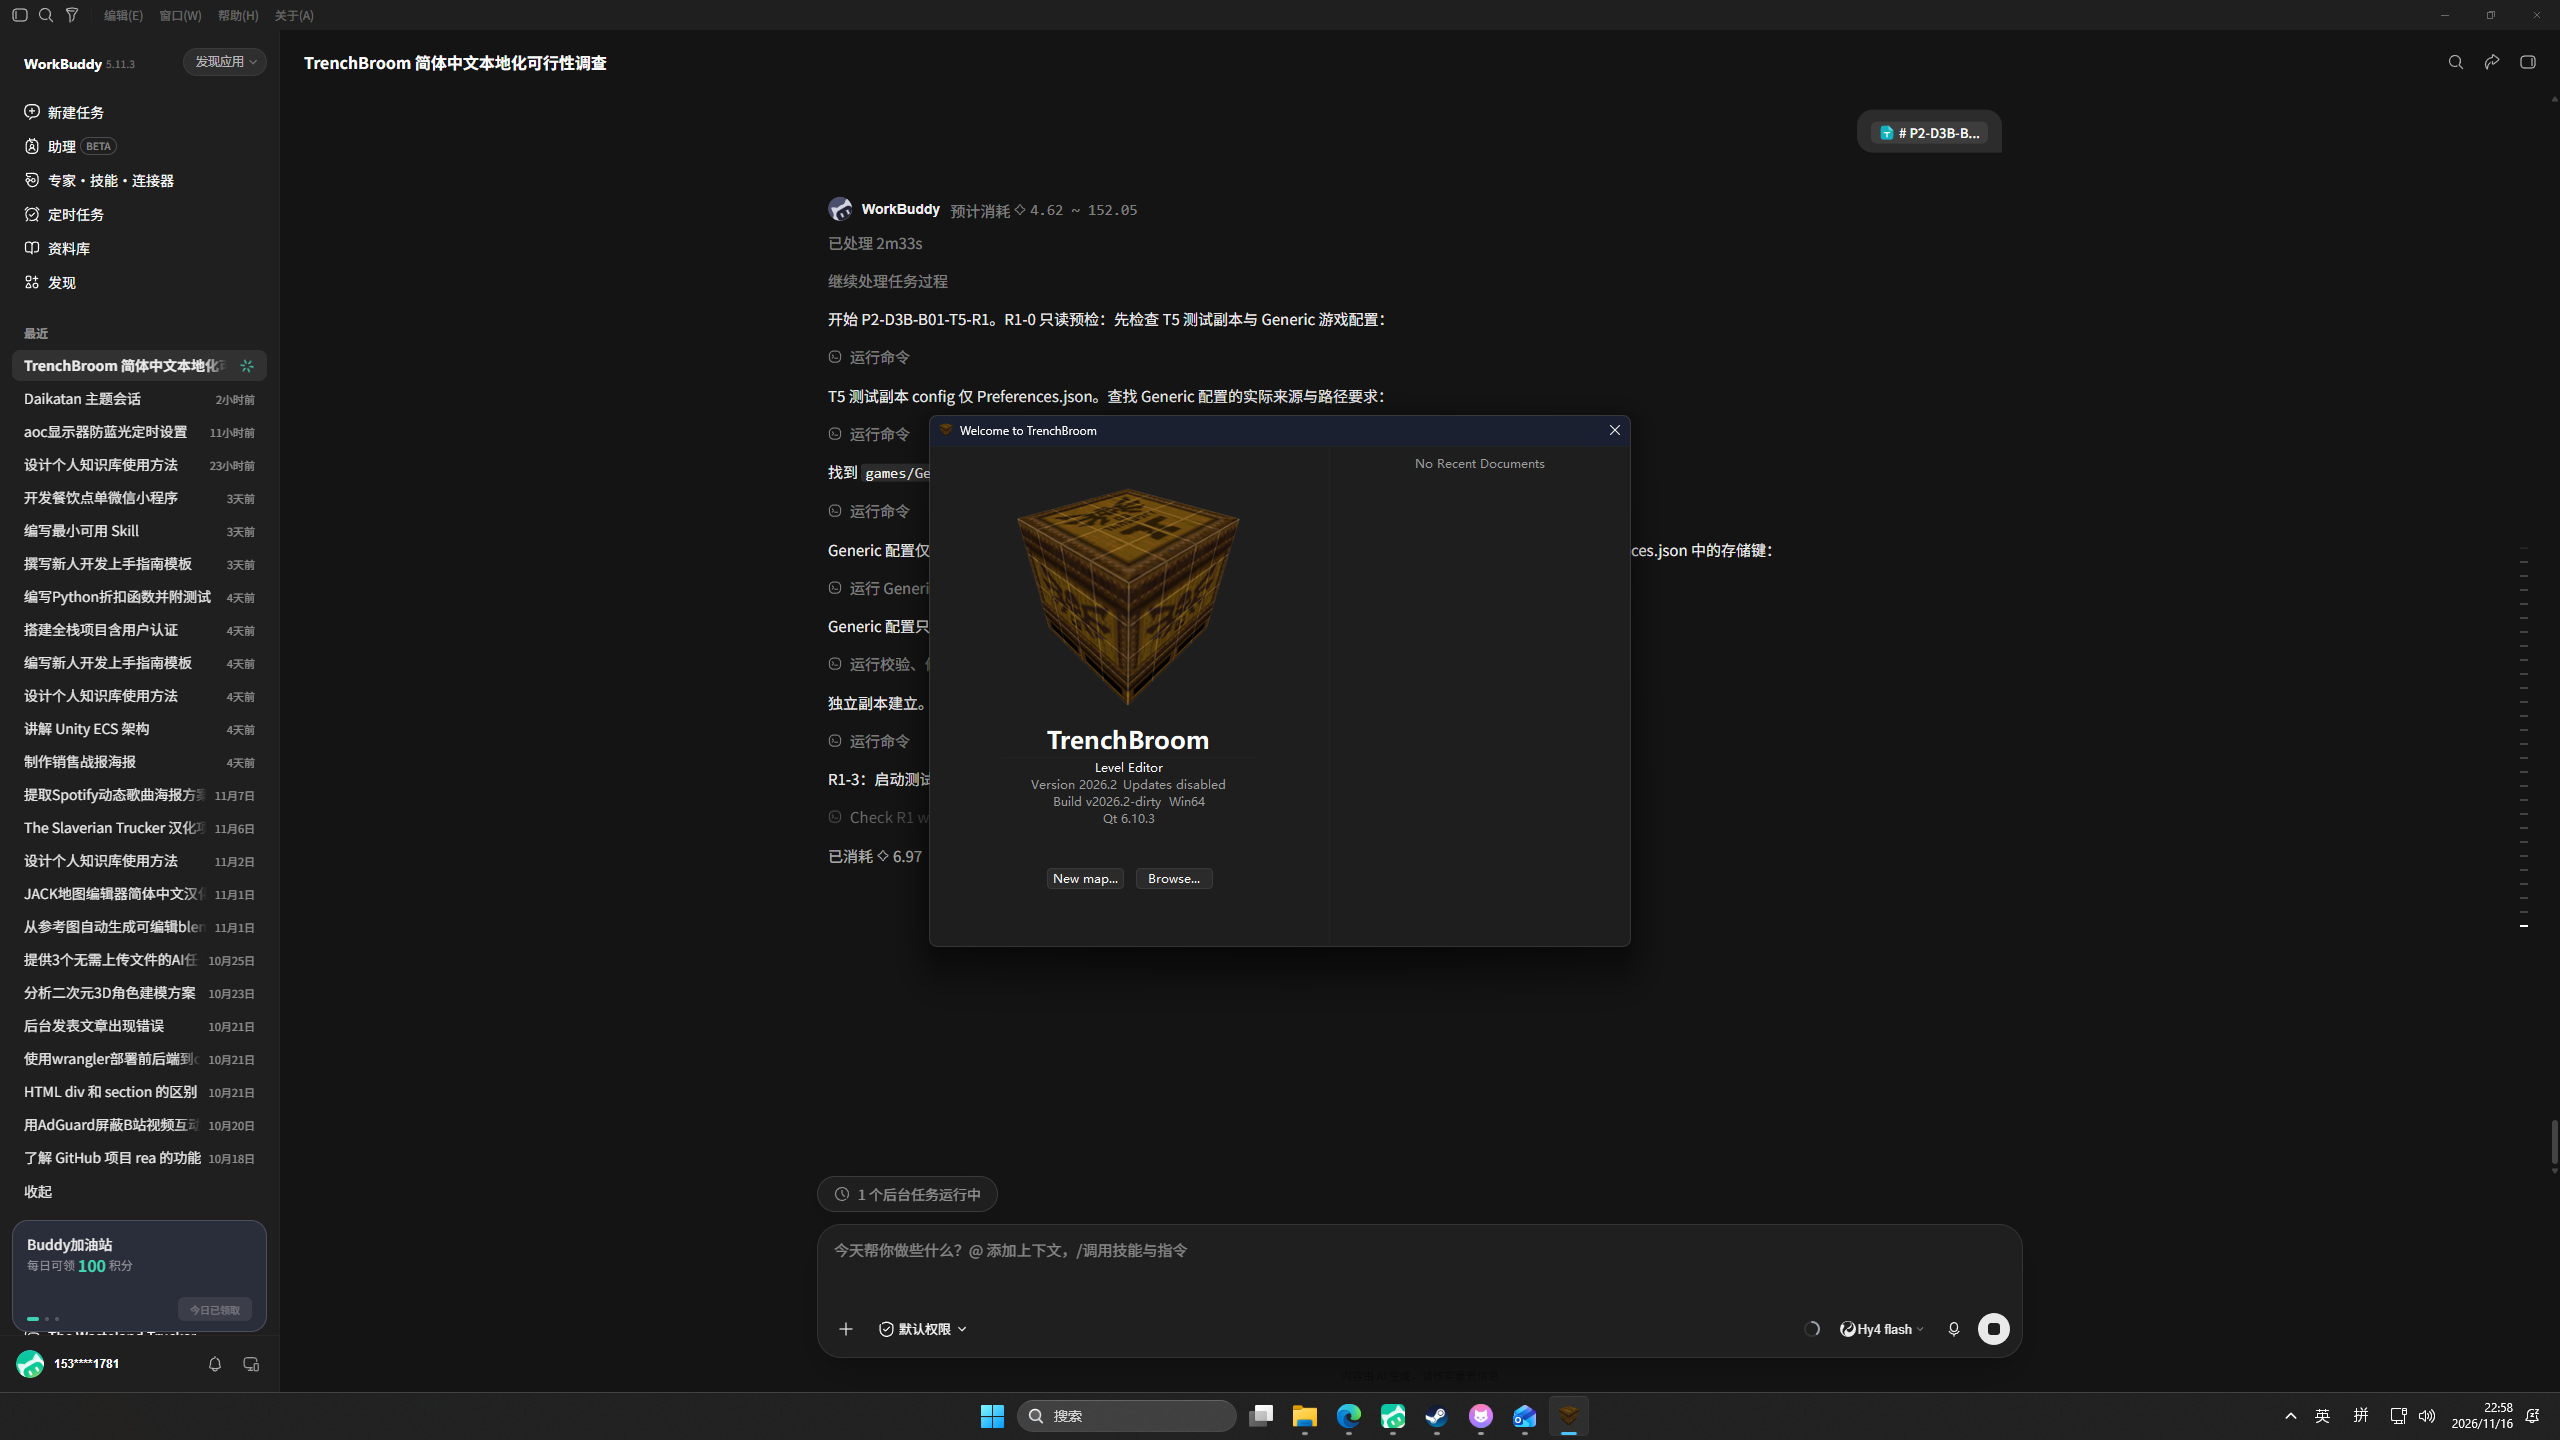 编辑(E) 窗口(W) 帮助(H) 关于(A)
WorkBuddy 5.11.3
发现应用
新建任务
助理 BETA
专家・技能・连接器
定时任务
资料库
发现
最近
TrenchBroom 简体中文本地化
Daikatan 主题会话 2小时前
aoc显示器防蓝光定时设置 11小时前
设计个人知识库使用方法 23小时前
开发餐饮点单微信小程序 3天前
编写最小可用 Skill 3天前
撰写新人开发上手指南模板 3天前
编写Python折扣函数并附测试 4天前
搭建全栈项目含用户认证 4天前
编写新人开发上手指南模板 4天前
设计个人知识库使用方法 4天前
讲解 Unity ECS 架构 4天前
制作销售战报海报 4天前
提取Spotify动态歌曲海报方案 11月7日
The Slaverian Trucker 汉化项 11月6日
设计个人知识库使用方法 11月2日
JACK地图编辑器简体中文汉化 11月1日
从参考图自动生成可编辑blen 11月1日
提供3个无需上传文件的AI任 10月25日
分析二次元3D角色建模方案 10月23日
后台发表文章出现错误 10月21日
使用wrangler部署前后端到c 10月21日
HTML div 和 section 的区别 10月21日
用AdGuard屏蔽B站视频互动 10月20日
了解 GitHub 项目 rea 的功能 10月18日
收起
Buddy加油站
每日可领 100 积分
今日已领取
The Wasteland Trucker
153****1781
TrenchBroom 简体中文本地化可行性调查
# P2-D3B-B...
WorkBuddy 预计消耗 4.62 ~ 152.05
已处理 2m33s
继续处理任务过程
开始 P2-D3B-B01-T5-R1。R1-0 只读预检：先检查 T5 测试副本与 Generic 游戏配置：
运行命令
T5 测试副本 config 仅 Preferences.json。查找 Generic 配置的实际来源与路径要求：
运行命令
找到 games/Ge
运行命令
Generic 配置仅 ces.json 中的存储键：
运行 Generi
Generic 配置只
运行校验、
独立副本建立。
运行命令
R1-3：启动测试
Check R1 w
已消耗 6.97
Welcome to TrenchBroom
No Recent Documents
TrenchBroom
Level Editor
Version 2026.2 Updates disabled
Build v2026.2-dirty Win64
Qt 6.10.3
New map... Browse...
1 个后台任务运行中
今天帮你做些什么？@ 添加上下文，/调用技能与指令
默认权限
Hy4 flash
搜索
英 拼
22:58
2026/11/16